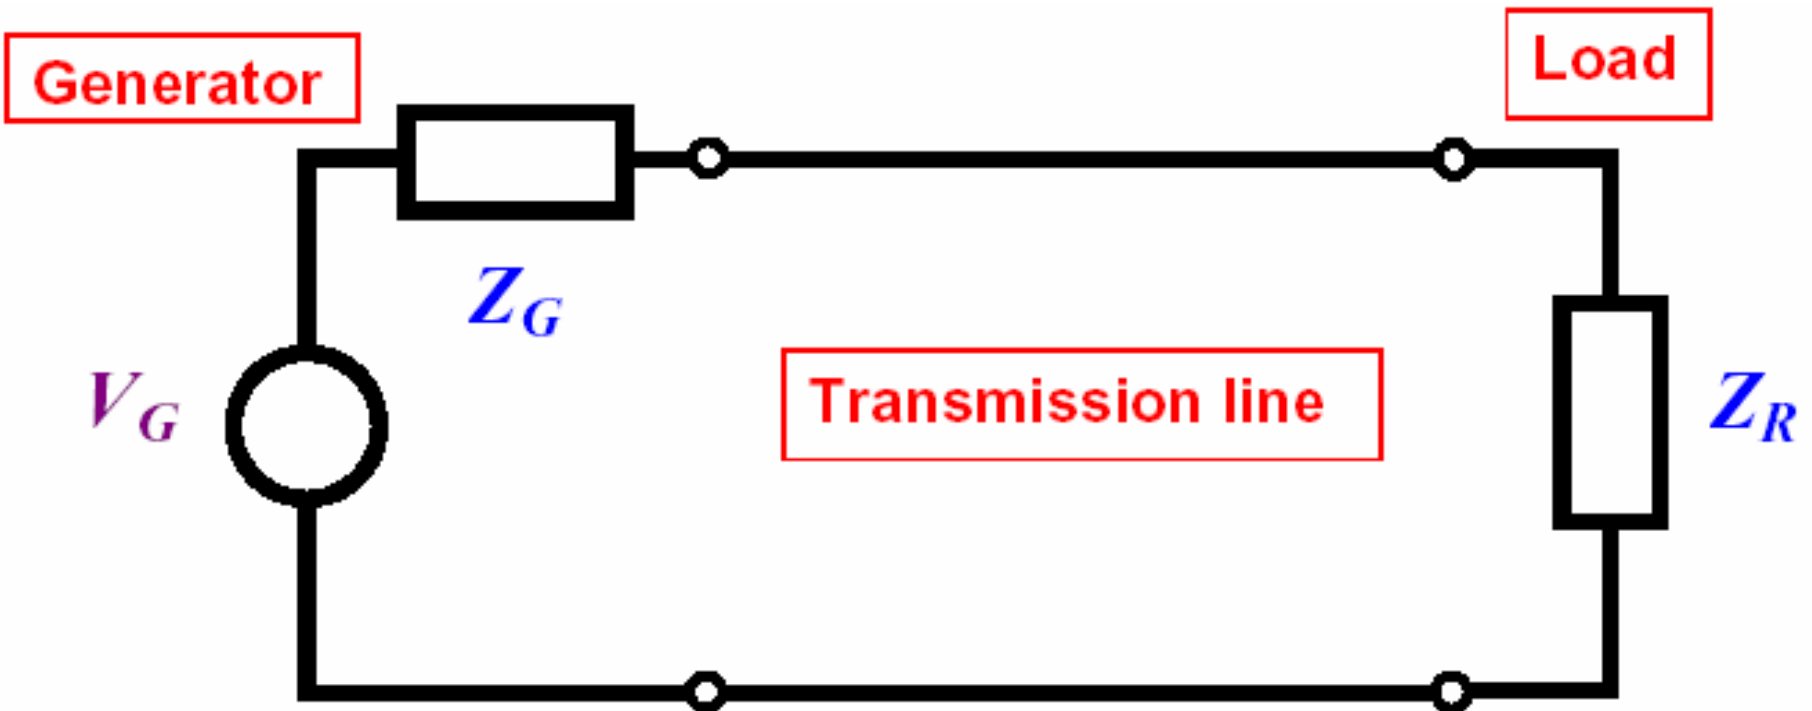 Generator
Load
Z_G
V_G
Transmission line
Z_R